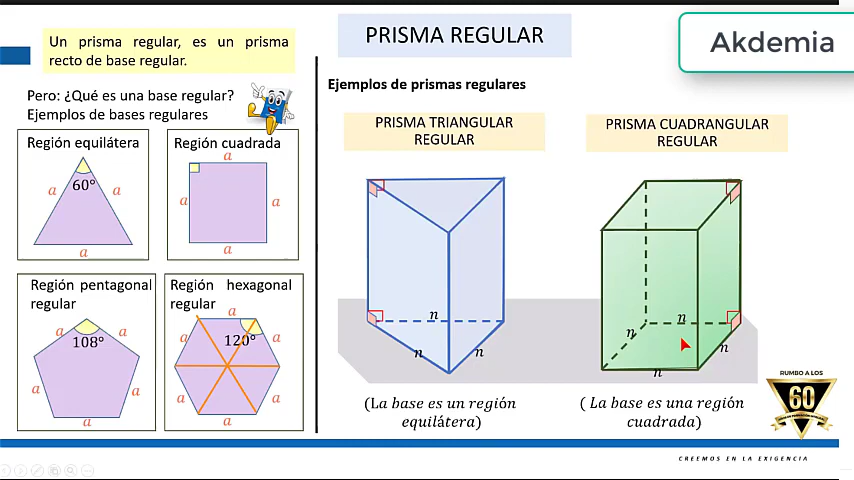 PRISMA REGULAR
Akdemia
Un prisma regular, es un prisma
recto de base regular.
Pero: ¿Qué es una base regular?
Ejemplos de bases regulares
Región equilátera
60°
a
a
a
Región cuadrada
a
a
a
a
Región pentagonal
regular
108°
a
a
a
a
a
Región hexagonal
regular
120°
a
a
a
a
a
a
Ejemplos de prismas regulares
PRISMA TRIANGULAR
REGULAR
n
n
n
(La base es un región
equilátera)
PRISMA CUADRANGULAR
REGULAR
n
n
n
n
( La base es una región
cuadrada)
RUMBO A LOS
60
CREEMOS EN LA EXIGENCIA